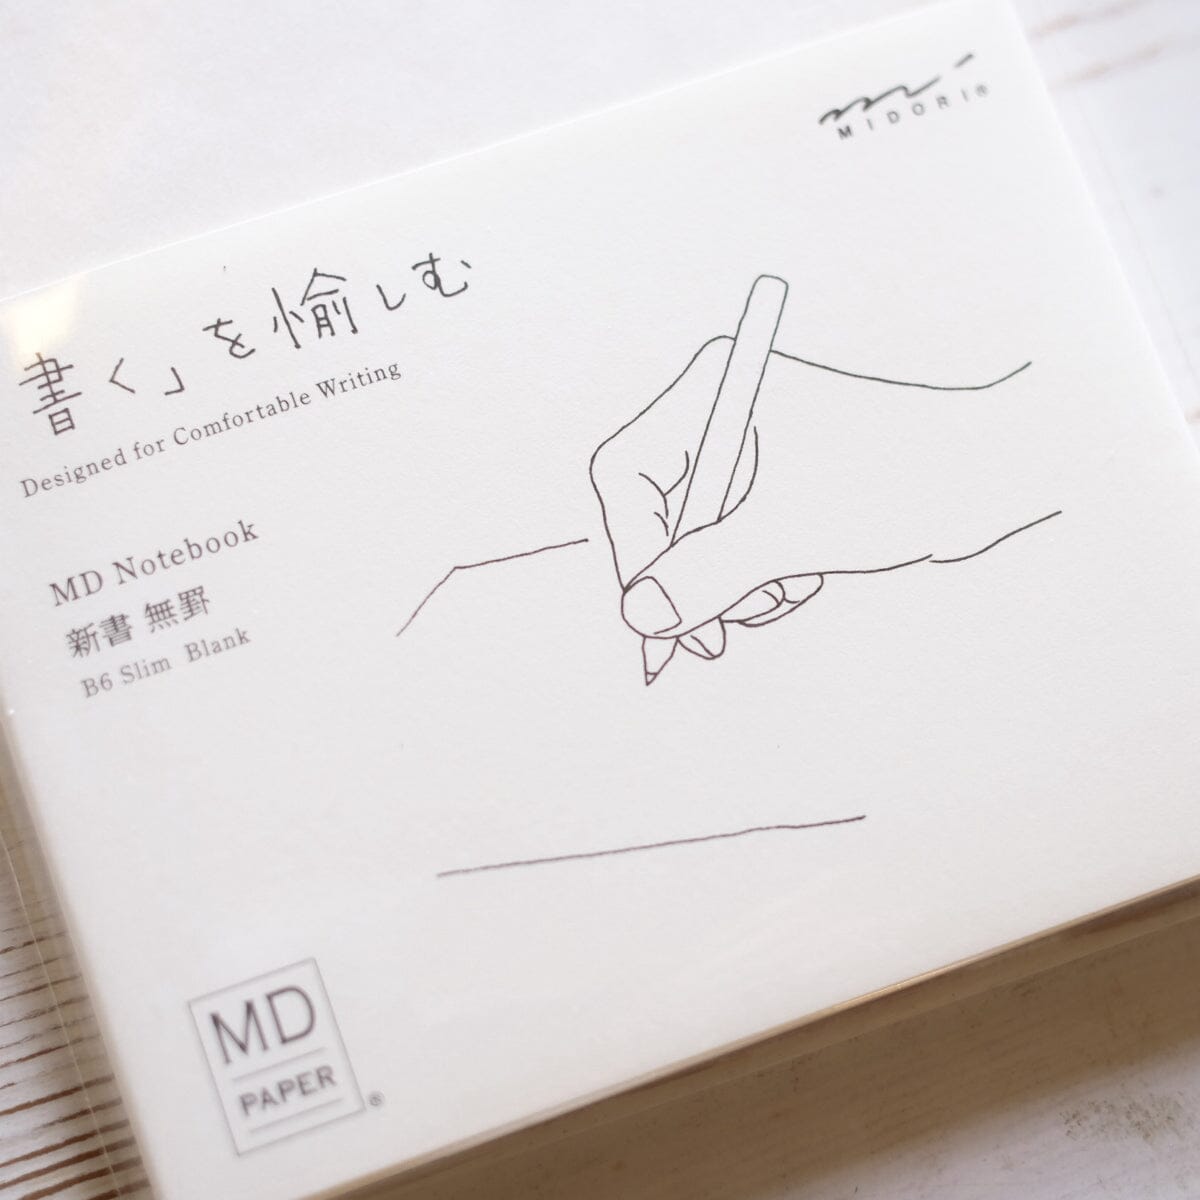 MIDORI®
書く」を愉しむ
Designed for Comfortable Writing
MD Notebook
新書 無罫
B6 Slim Blank
MD
PAPER
®